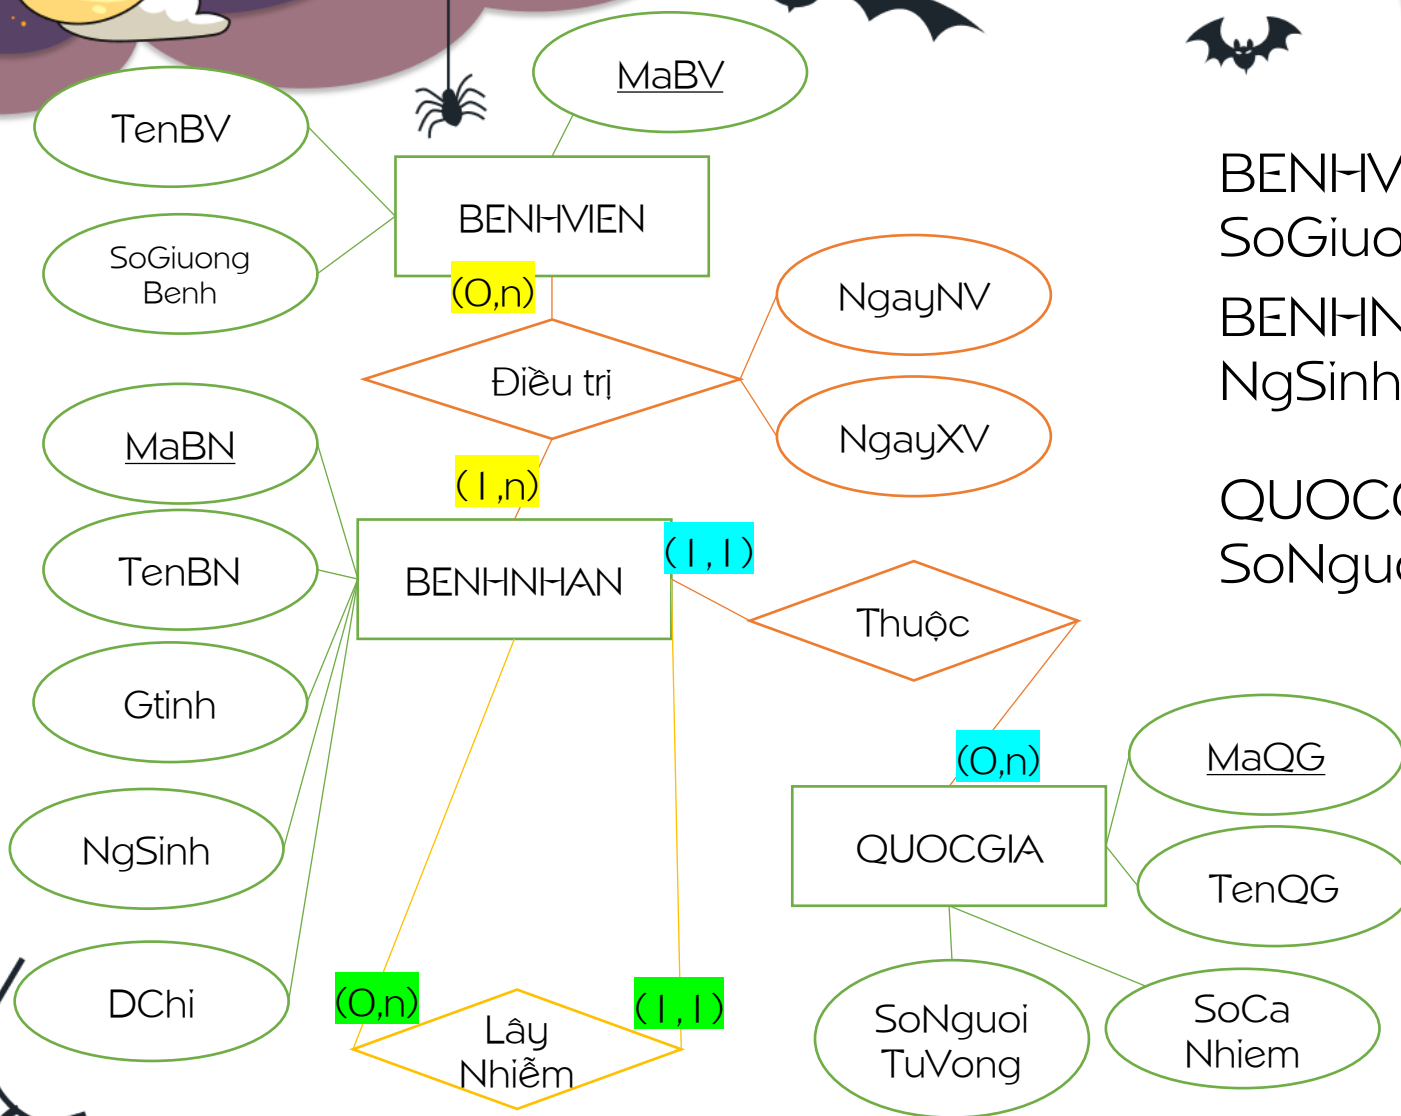 MaBV
TenBV
BENHVIEN
SoGiuong
Benh
(0,n)
NgayNV
Điều trị
NgayXV
MaBN
(1,n)
TenBN
BENHNHAN
(1,1)
Thuộc
Gtinh
(0,n)
MaQG
NgSinh
QUOCGIA
TenQG
DChi
(0,n)
(1,1)
Lây
Nhiễm
SoNguoi
TuVong
SoCa
Nhiem
NgSinh